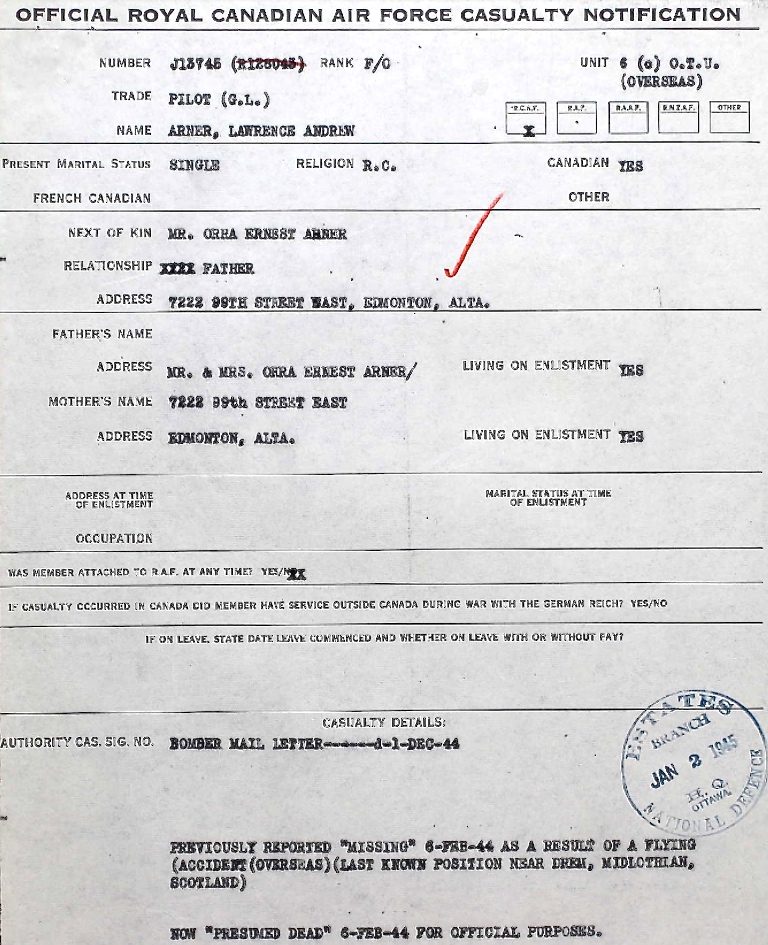 OFFICIAL ROYAL CANADIAN AIR FORCE CASUALTY NOTIFICATION
NUMBER J13745 (R128043) RANK F/O UNIT 6 (c) O.T.U.
(OVERSEAS)
TRADE PILOT (G.L.)
R.C.A.F. R.A.F. R.A.A.F. R.N.Z.A.F. OTHER
X
NAME ARNER, LAWRENCE ANDREW
PRESENT MARITAL STATUS SINGLE RELIGION R.C. CANADIAN YES
FRENCH CANADIAN OTHER
NEXT OF KIN MR. ORRA ERNEST ARNER
RELATIONSHIP XXXX FATHER
ADDRESS 7222 99TH STREET EAST, EDMONTON, ALTA.
FATHER'S NAME
ADDRESS MR. & MRS. ORRA ERNEST ARNER/ LIVING ON ENLISTMENT YES
MOTHER'S NAME 7222 99th STREET EAST
ADDRESS EDMONTON, ALTA. LIVING ON ENLISTMENT YES
ADDRESS AT TIME OF ENLISTMENT MARITAL STATUS AT TIME OF ENLISTMENT
OCCUPATION
WAS MEMBER ATTACHED TO R.A.F. AT ANY TIME? YES/XX
IF CASUALTY OCCURRED IN CANADA DID MEMBER HAVE SERVICE OUTSIDE CANADA DURING WAR WITH THE GERMAN REICH? YES/NO
IF ON LEAVE, STATE DATE LEAVE COMMENCED AND WHETHER ON LEAVE WITH OR WITHOUT PAY?
CASUALTY DETAILS:
AUTHORITY CAS. SIG. NO. BOMBER MAIL LETTER------d-1-DEC-44
ESTATES
BRANCH
JAN 2 1945
H.Q.
OTTAWA
NATIONAL DEFENCE
PREVIOUSLY REPORTED "MISSING" 6-FEB-44 AS A RESULT OF A FLYING
(ACCIDENT(OVERSEAS)(LAST KNOWN POSITION NEAR DREM, MIDLOTHIAN,
SCOTLAND)
NOW "PRESUMED DEAD" 6-FEB-44 FOR OFFICIAL PURPOSES.